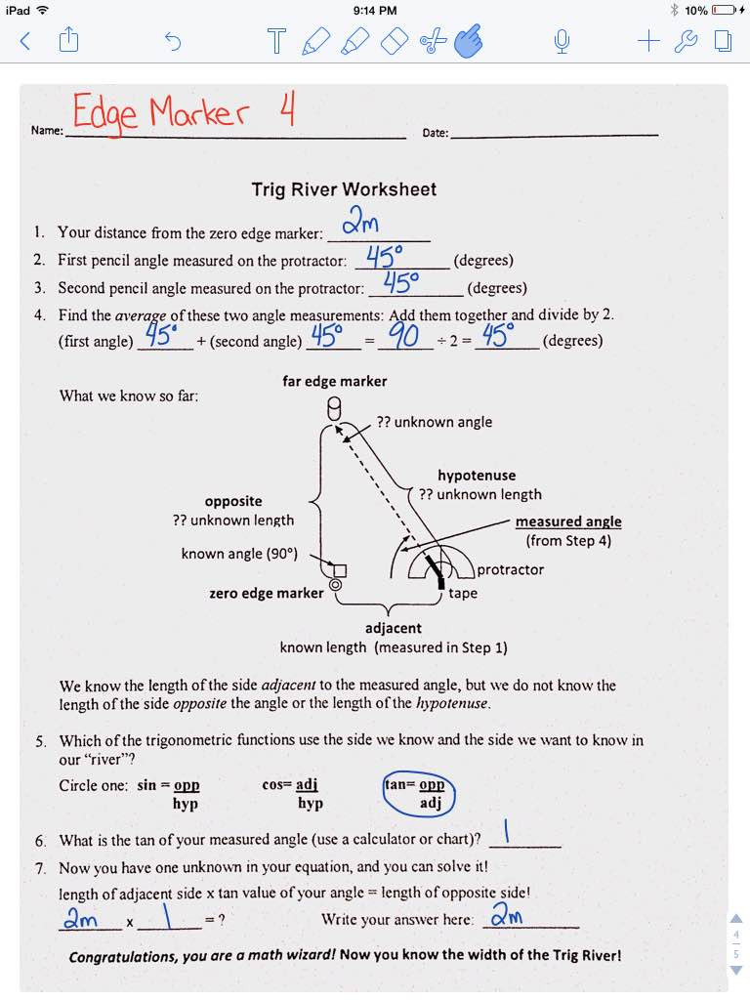 iPad 9:14 PM 10%
T
Name: Edge Marker 4 Date:
Trig River Worksheet
1. Your distance from the zero edge marker: 2m
2. First pencil angle measured on the protractor: 45° (degrees)
3. Second pencil angle measured on the protractor: 45° (degrees)
4. Find the average of these two angle measurements: Add them together and divide by 2.
(first angle) 45° + (second angle) 45° = 90 ÷ 2 = 45° (degrees)
far edge marker
What we know so far:
?? unknown angle
hypotenuse
?? unknown length
opposite
?? unknown length
measured angle
(from Step 4)
known angle (90°)
protractor
zero edge marker
tape
adjacent
known length (measured in Step 1)
We know the length of the side adjacent to the measured angle, but we do not know the
length of the side opposite the angle or the length of the hypotenuse.
5. Which of the trigonometric functions use the side we know and the side we want to know in
our “river”?
Circle one: sin = opp cos= adj tan= opp
hyp hyp adj
6. What is the tan of your measured angle (use a calculator or chart)? 1
7. Now you have one unknown in your equation, and you can solve it!
length of adjacent side x tan value of your angle = length of opposite side!
2m x 1 = ? Write your answer here: 2m
Congratulations, you are a math wizard! Now you know the width of the Trig River!
4
5